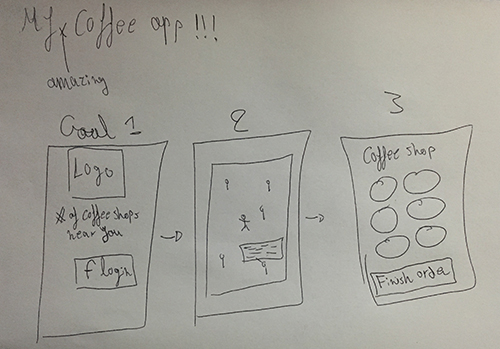 My Coffee app !!!
amazing
Goal 1
2
3
Logo
# of coffee shops
near you
f login
Coffee shop
Finish order